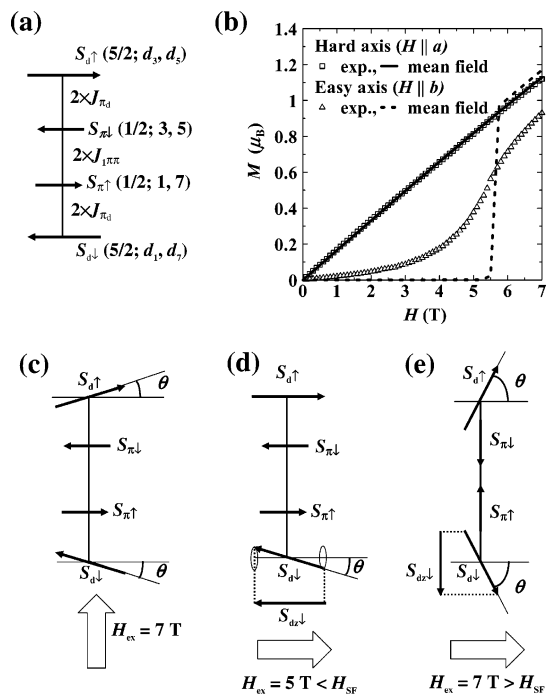 (a)
S_d↑ (5/2; d_3, d_5)
2×J_πd
S_π↓ (1/2; 3, 5)
2×J_1ππ
S_π↑ (1/2; 1, 7)
2×J_πd
S_d↓ (5/2; d_1, d_7)
(b)
1.4
1.2
1.0
0.8
0.6
0.4
0.2
0
M (μ_B)
Hard axis (H ∥ a)
exp., mean field
Easy axis (H ∥ b)
exp., mean field
0 1 2 3 4 5 6 7
H (T)
(c)
S_d↑
θ
S_π↓
S_π↑
S_d↓
θ
H_ex = 7 T
(d)
S_d↑
S_π↓
S_π↑
S_d↓
θ
S_dz↓
H_ex = 5 T < H_SF
(e)
S_d↑
θ
S_π↓
S_π↑
S_dz↓
S_d↓
θ
H_ex = 7 T > H_SF